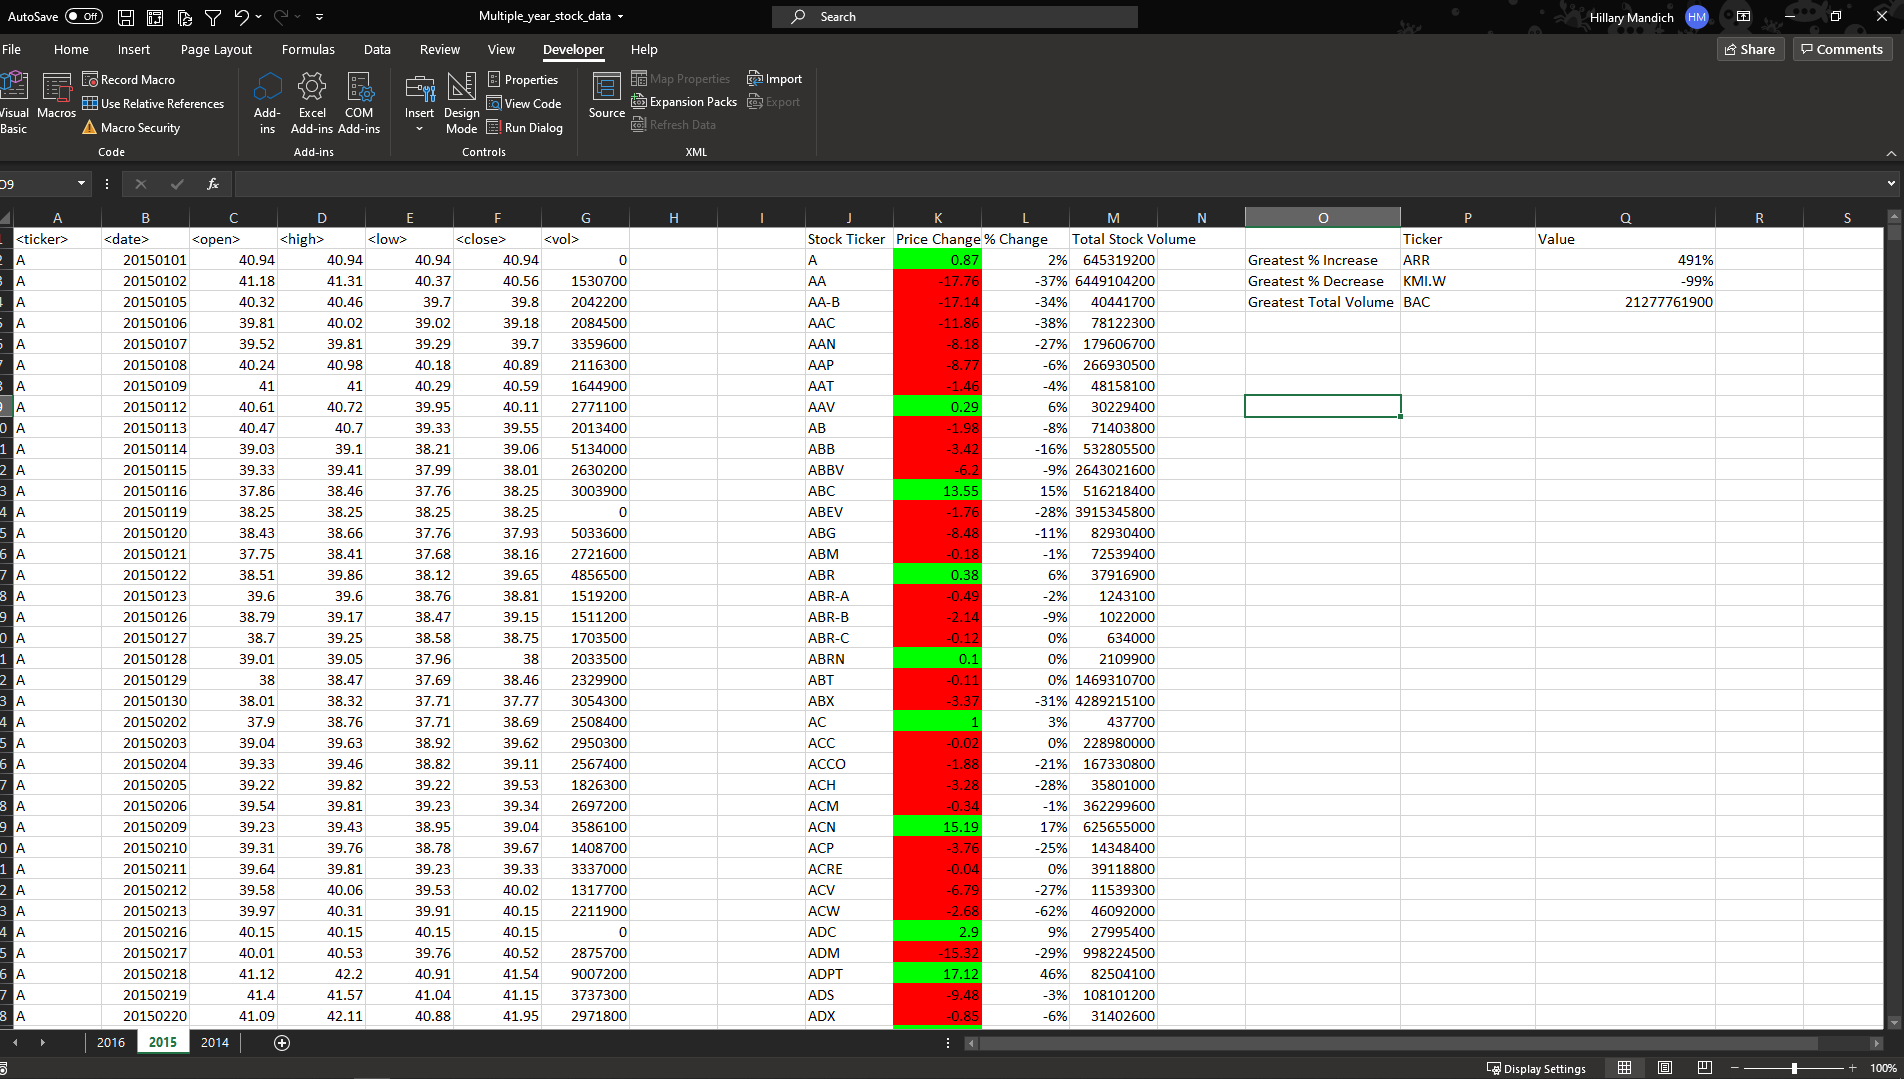 AutoSave Off Multiple_year_stock_data Search Hillary Mandich HM
File Home Insert Page Layout Formulas Data Review View Developer Help Share Comments
Visual Basic Macros Record Macro Use Relative References Macro Security
Add-ins Excel Add-ins COM Add-ins
Insert Design Mode Properties View Code Run Dialog
Source Map Properties Expansion Packs Refresh Data Import Export
Code Add-ins Controls XML
O9 fx
A B C D E F G H I J K L M N O P Q R S
<ticker> <date> <open> <high> <low> <close> <vol> Stock Ticker Price Change % Change Total Stock Volume Ticker Value
A 20150101 40.94 40.94 40.94 40.94 0 A 0.87 2% 645319200 Greatest % Increase ARR 491%
A 20150102 41.18 41.31 40.37 40.56 1530700 AA -17.76 -37% 6449104200 Greatest % Decrease KMI.W -99%
A 20150105 40.32 40.46 39.7 39.8 2042200 AA-B -17.14 -34% 40441700 Greatest Total Volume BAC 21277761900
A 20150106 39.81 40.02 39.02 39.18 2084500 AAC -11.86 -38% 78122300
A 20150107 39.52 39.81 39.29 39.7 3359600 AAN -8.18 -27% 179606700
A 20150108 40.24 40.98 40.18 40.89 2116300 AAP -8.77 -6% 266930500
A 20150109 41 41 40.29 40.59 1644900 AAT -1.46 -4% 48158100
A 20150112 40.61 40.72 39.95 40.11 2771100 AAV 0.29 6% 30229400
A 20150113 40.47 40.7 39.33 39.55 2013400 AB -1.98 -8% 71403800
A 20150114 39.03 39.1 38.21 39.06 5134000 ABB -3.42 -16% 532805500
A 20150115 39.33 39.41 37.99 38.01 2630200 ABBV -6.2 -9% 2643021600
A 20150116 37.86 38.46 37.76 38.25 3003900 ABC 13.55 15% 516218400
A 20150119 38.25 38.25 38.25 38.25 0 ABEV -1.76 -28% 3915345800
A 20150120 38.43 38.66 37.76 37.93 5033600 ABG -8.48 -11% 82930400
A 20150121 37.75 38.41 37.68 38.16 2721600 ABM -0.18 -1% 72539400
A 20150122 38.51 39.86 38.12 39.65 4856500 ABR 0.38 6% 37916900
A 20150123 39.6 39.6 38.76 38.81 1519200 ABR-A -0.49 -2% 1243100
A 20150126 38.79 39.17 38.47 39.15 1511200 ABR-B -2.14 -9% 1022000
A 20150127 38.7 39.25 38.58 38.75 1703500 ABR-C -0.12 0% 634000
A 20150128 39.01 39.05 37.96 38 2033500 ABRN 0.1 0% 2109900
A 20150129 38 38.47 37.69 38.46 2329900 ABT -0.11 0% 1469310700
A 20150130 38.01 38.32 37.71 37.77 3054300 ABX -3.37 -31% 4289215100
A 20150202 37.9 38.76 37.71 38.69 2508400 AC 1 3% 437700
A 20150203 39.04 39.63 38.92 39.62 2950300 ACC -0.02 0% 228980000
A 20150204 39.33 39.46 38.82 39.11 2567400 ACCO -1.88 -21% 167330800
A 20150205 39.22 39.82 39.22 39.53 1826300 ACH -3.28 -28% 35801000
A 20150206 39.54 39.81 39.23 39.34 2697200 ACM -0.34 -1% 362299600
A 20150209 39.23 39.43 38.95 39.04 3586100 ACN 15.19 17% 625655000
A 20150210 39.31 39.76 38.78 39.67 1408700 ACP -3.76 -25% 14348400
A 20150211 39.64 39.81 39.23 39.33 3337000 ACRE -0.04 0% 39118800
A 20150212 39.58 40.06 39.53 40.02 1317700 ACV -6.79 -27% 11539300
A 20150213 39.97 40.31 39.91 40.15 2211900 ACW -2.68 -62% 46092000
A 20150216 40.15 40.15 40.15 40.15 0 ADC 2.9 9% 27995400
A 20150217 40.01 40.53 39.76 40.52 2875700 ADM -15.32 -29% 998224500
A 20150218 41.12 42.2 40.91 41.54 9007200 ADPT 17.12 46% 82504100
A 20150219 41.4 41.57 41.04 41.15 3737300 ADS -9.48 -3% 108101200
A 20150220 41.09 42.11 40.88 41.95 2971800 ADX -0.85 -6% 31402600
2016 2015 2014
Display Settings 100%